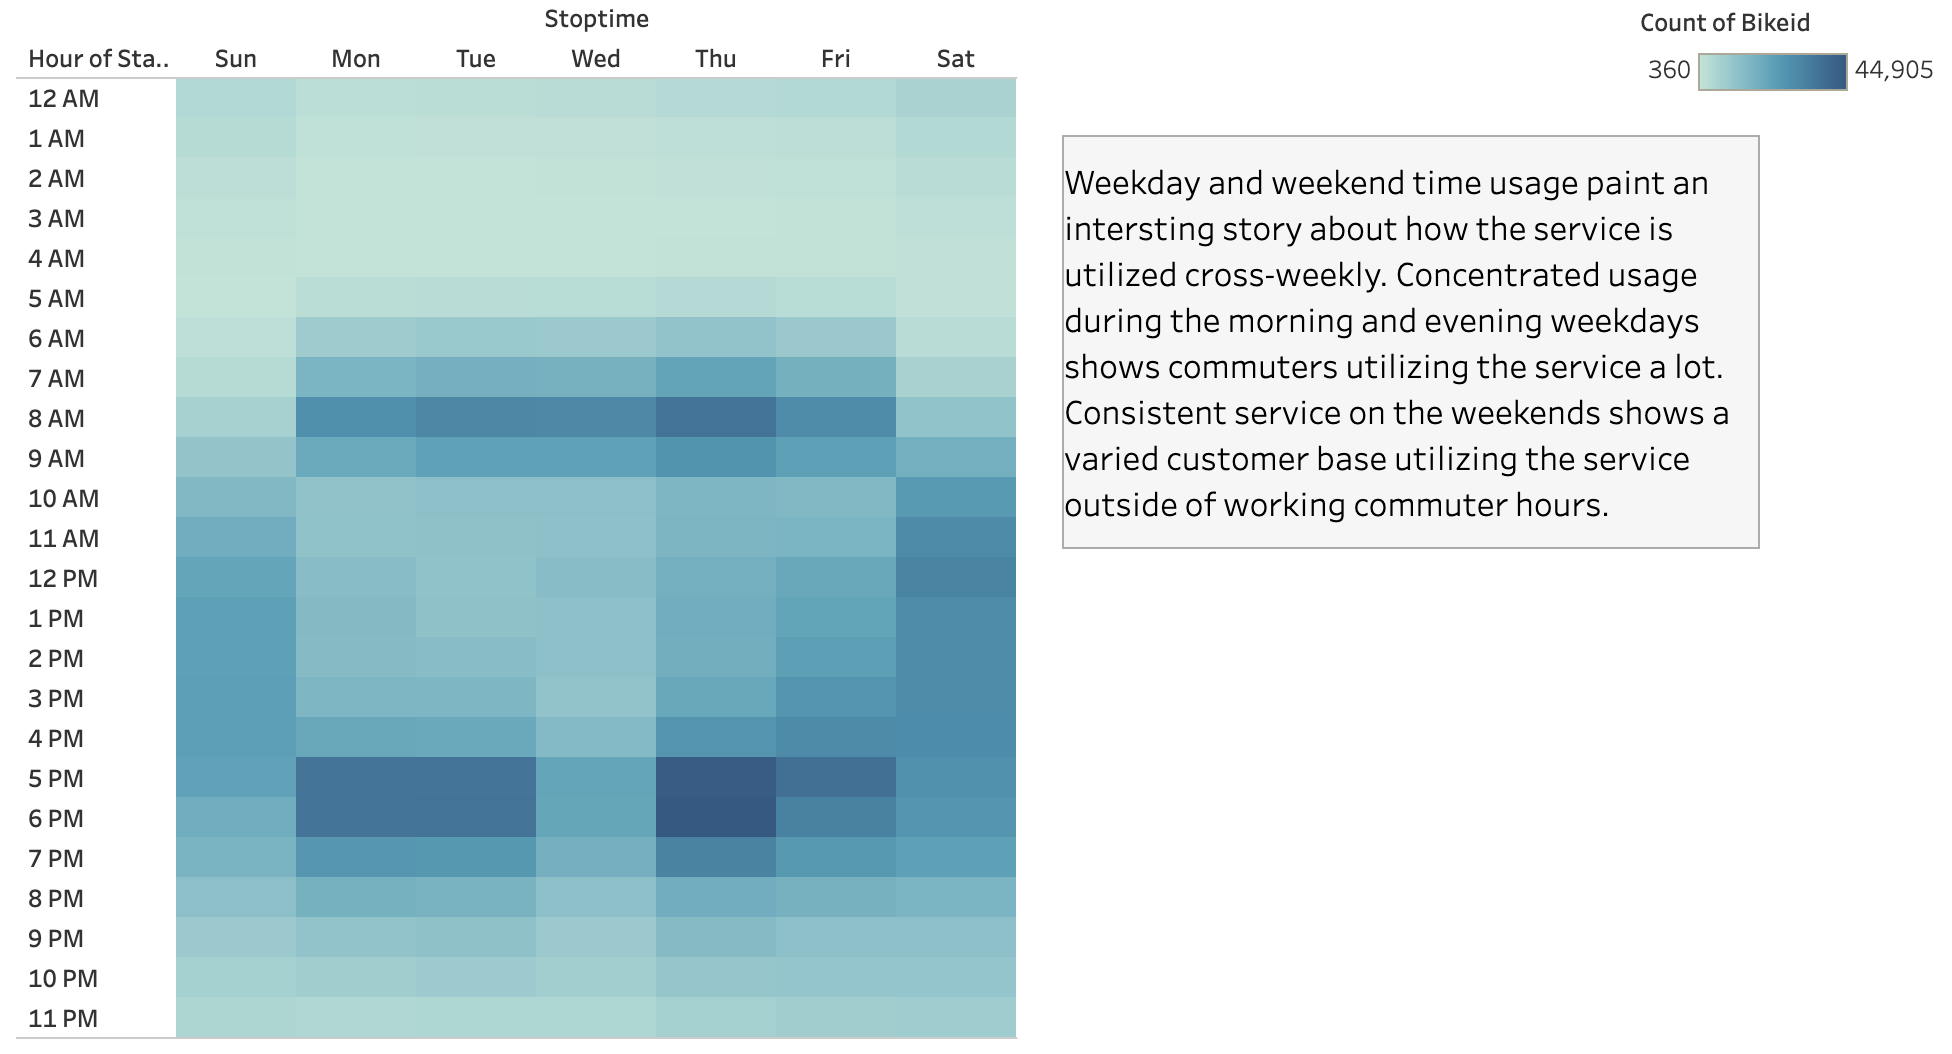 Stoptime
Count of Bikeid
Hour of Sta.. Sun Mon Tue Wed Thu Fri Sat
360 44,905
12 AM
1 AM
2 AM
3 AM
4 AM
5 AM
6 AM
7 AM
8 AM
9 AM
10 AM
11 AM
12 PM
1 PM
2 PM
3 PM
4 PM
5 PM
6 PM
7 PM
8 PM
9 PM
10 PM
11 PM
Weekday and weekend time usage paint an
intersting story about how the service is
utilized cross-weekly. Concentrated usage
during the morning and evening weekdays
shows commuters utilizing the service a lot.
Consistent service on the weekends shows a
varied customer base utilizing the service
outside of working commuter hours.